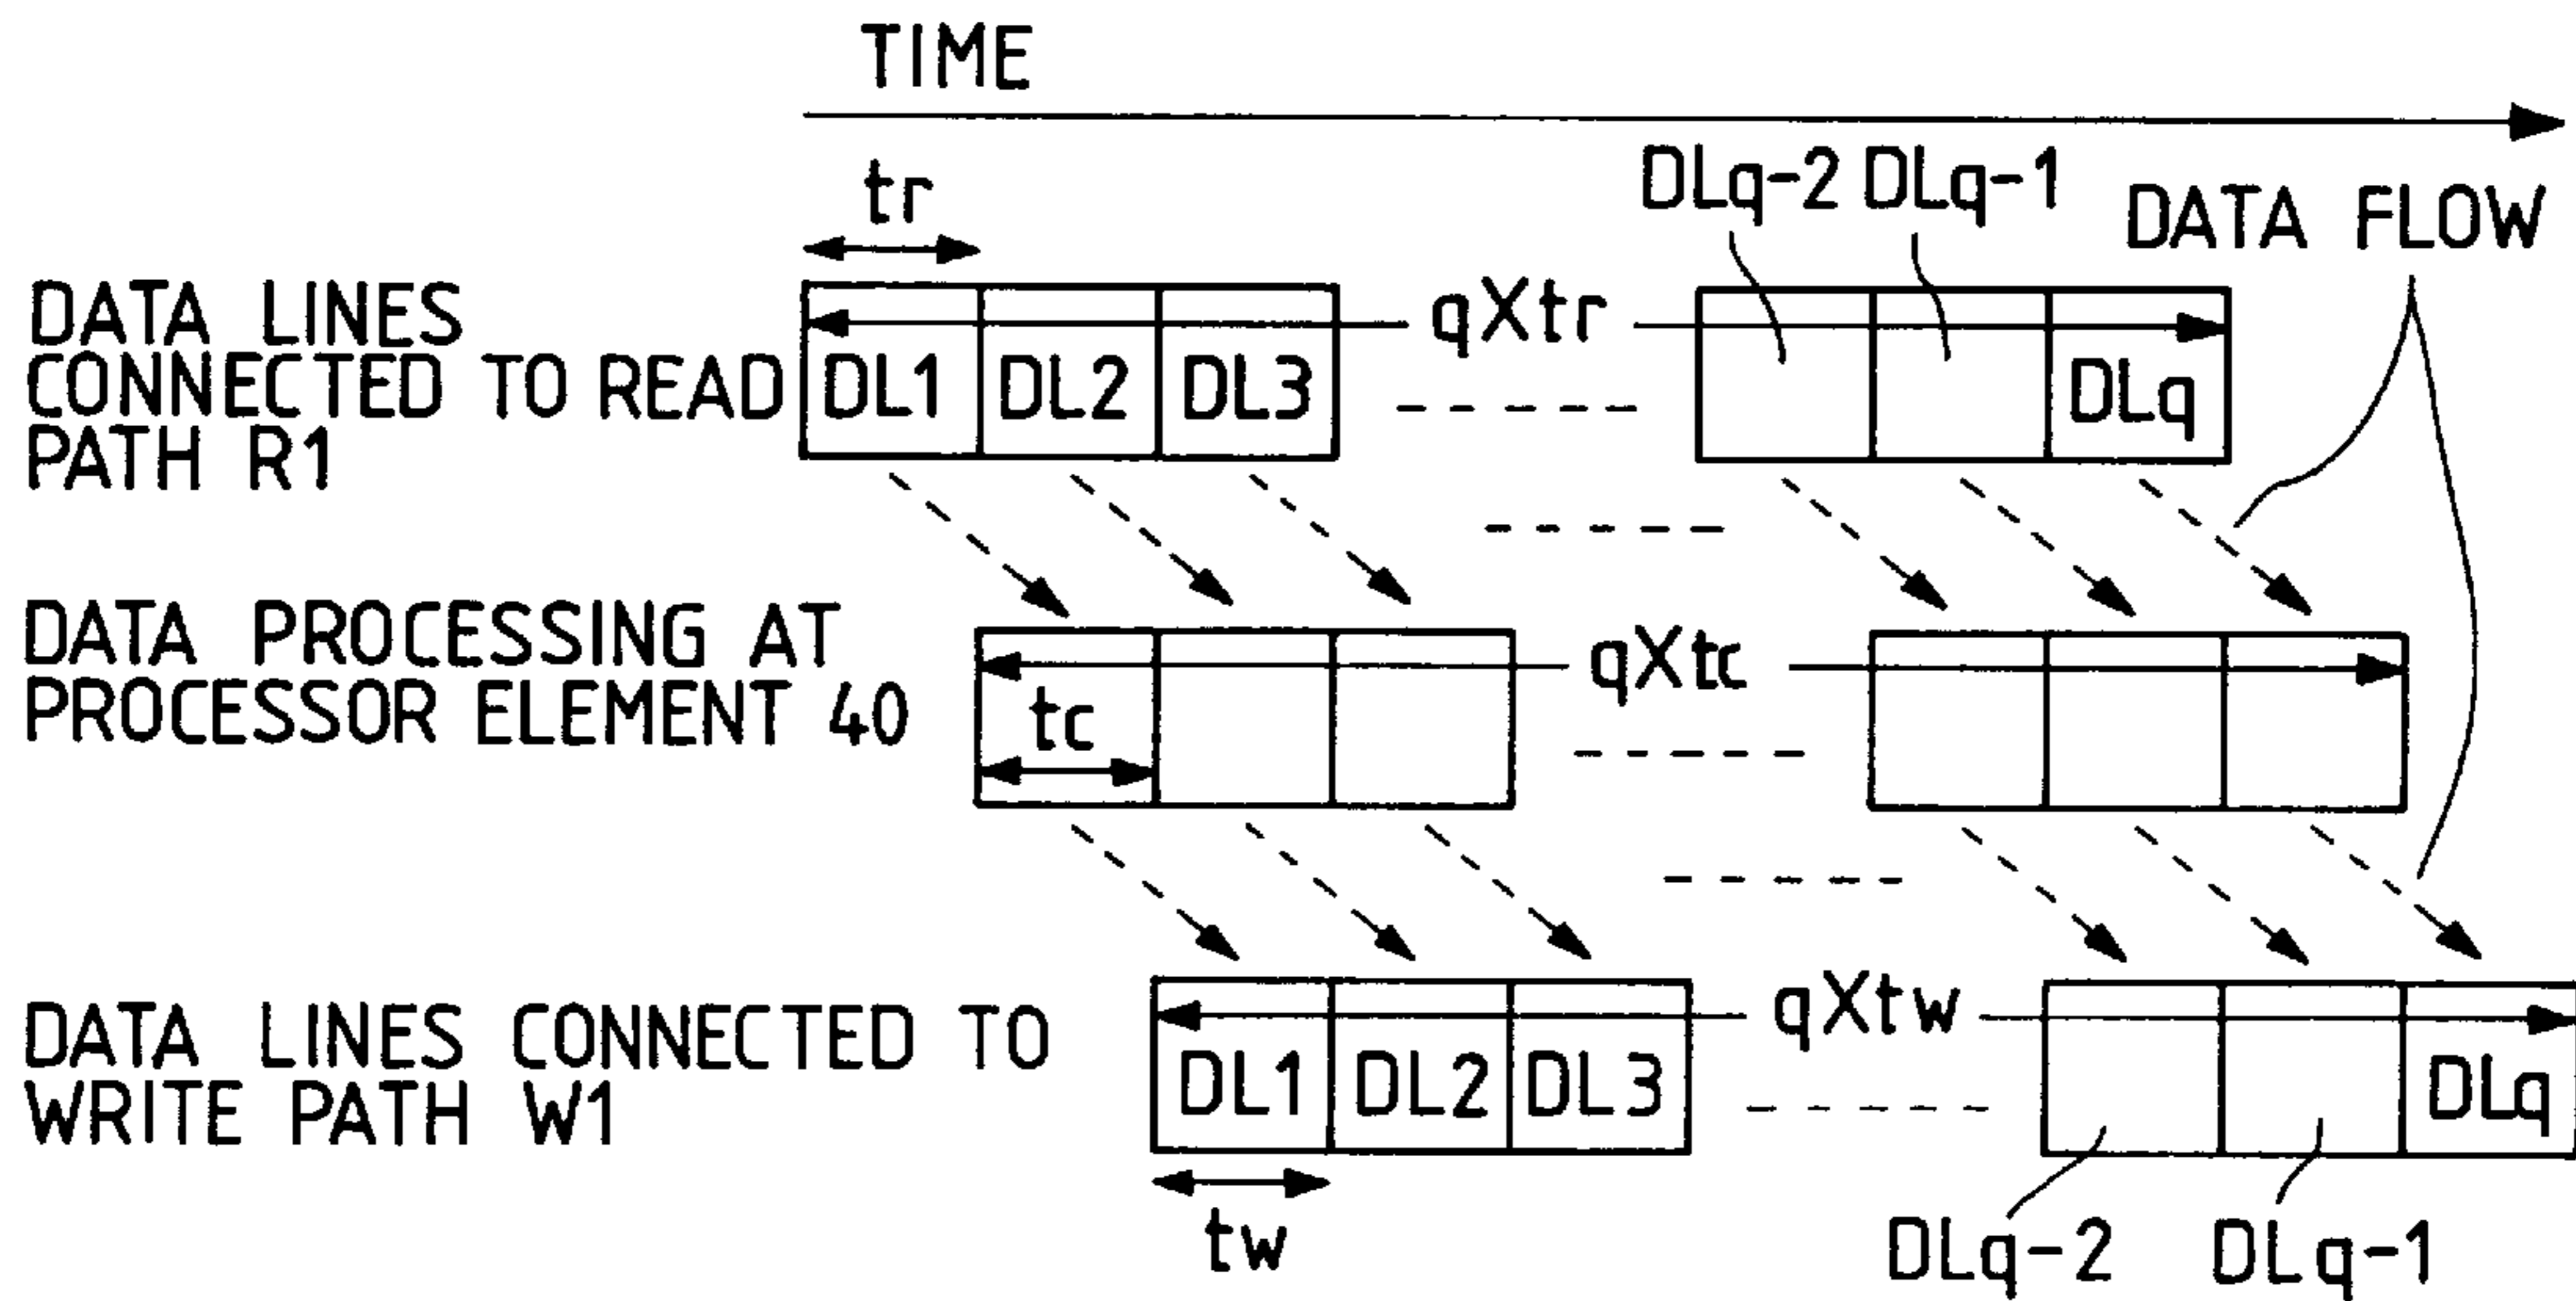 TIME
tr
DLq-2 DLq-1
DATA FLOW
DATA LINES
CONNECTED TO READ
PATH R1
qXtr
DL1 DL2 DL3
DLq
DATA PROCESSING AT
PROCESSOR ELEMENT 40
qXtc
tc
DATA LINES CONNECTED TO
WRITE PATH W1
qXtw
DL1 DL2 DL3
DLq
tw
DLq-2 DLq-1